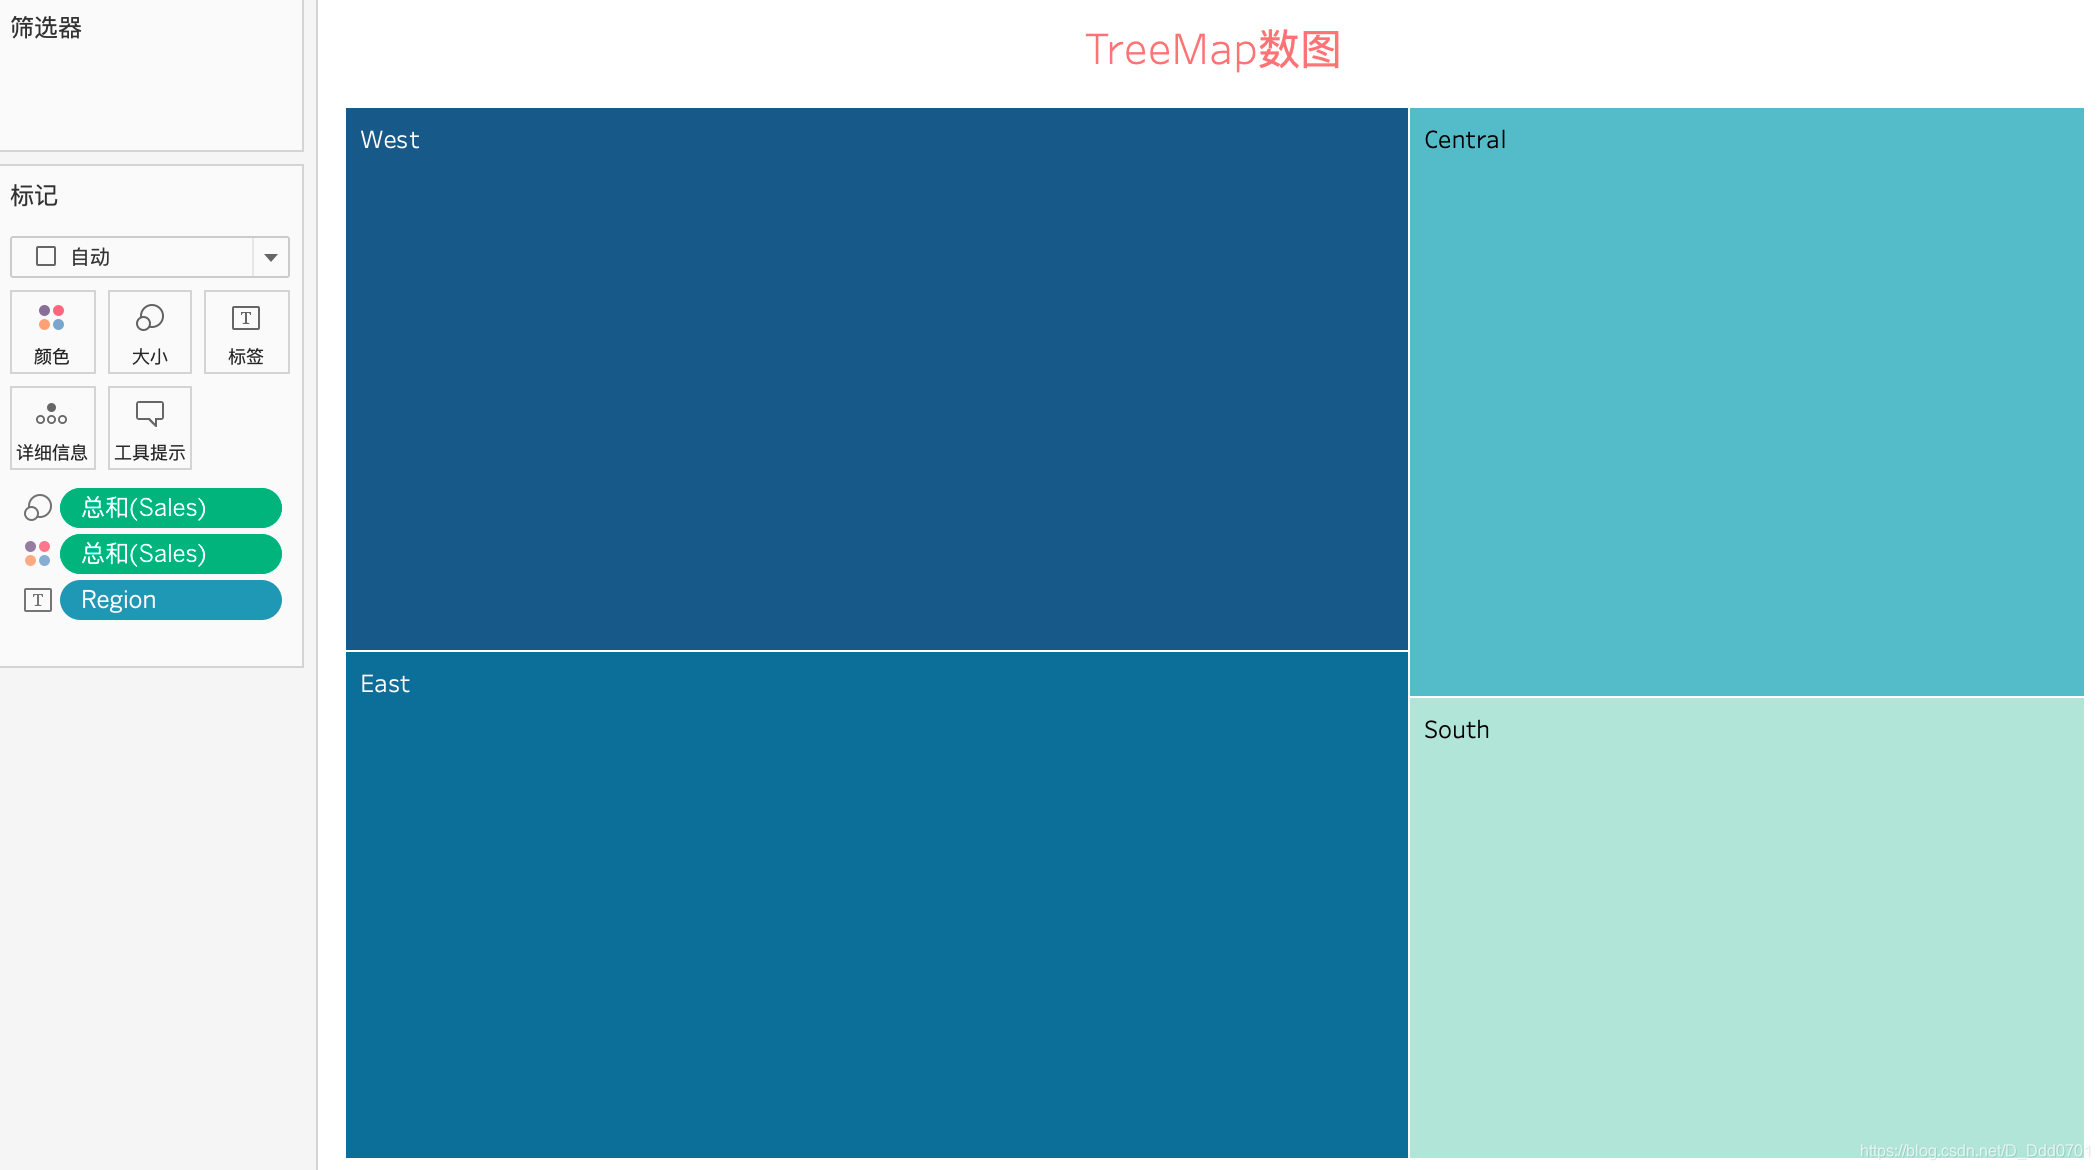 筛选器
标记
自动
颜色
大小
T
标签
详细信息
工具提示
总和(Sales)
总和(Sales)
T
Region
TreeMap数图
West
Central
East
South
https://blog.csdn.net/D_Ddd0701